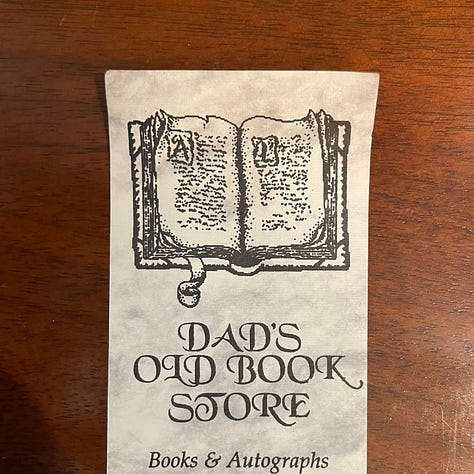 A
DAD'S
OLD BOOK
STORE
Books & Autographs